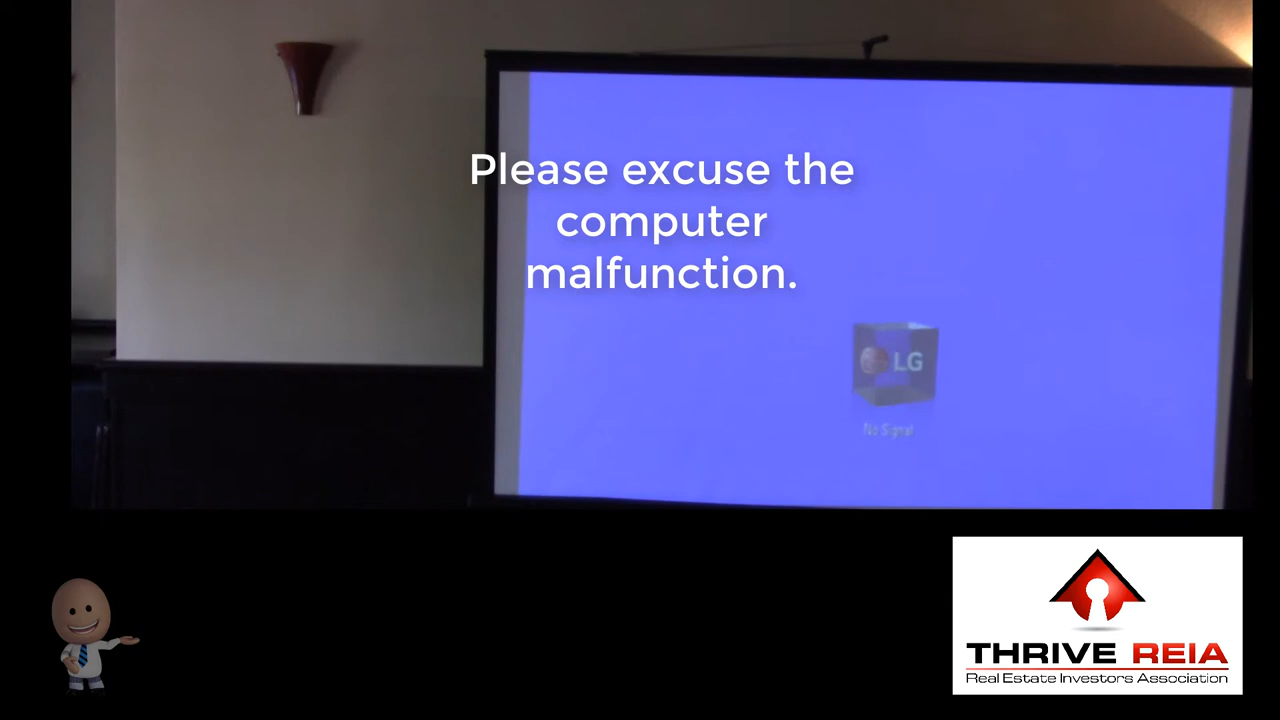 Please excuse the
computer
malfunction.
LG
No Signal
THRIVE REIA
Real Estate Investors Association